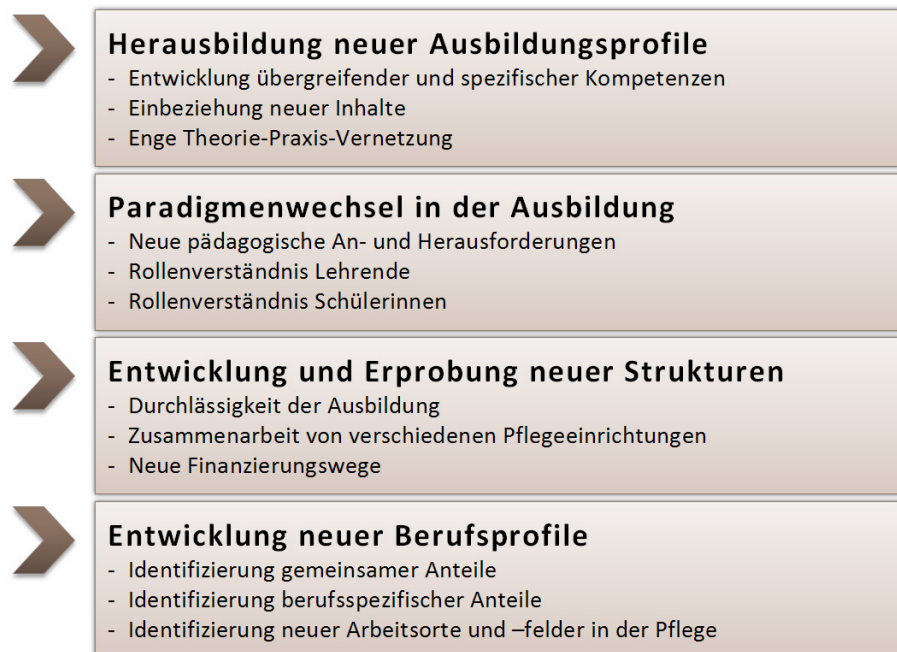 Herausbildung neuer Ausbildungsprofile
- Entwicklung übergreifender und spezifischer Kompetenzen
- Einbeziehung neuer Inhalte
- Enge Theorie-Praxis-Vernetzung
Paradigmenwechsel in der Ausbildung
- Neue pädagogische An- und Herausforderungen
- Rollenverständnis Lehrende
- Rollenverständnis Schülerinnen
Entwicklung und Erprobung neuer Strukturen
- Durchlässigkeit der Ausbildung
- Zusammenarbeit von verschiedenen Pflegeeinrichtungen
- Neue Finanzierungswege
Entwicklung neuer Berufsprofile
- Identifizierung gemeinsamer Anteile
- Identifizierung berufsspezifischer Anteile
- Identifizierung neuer Arbeitsorte und –felder in der Pflege